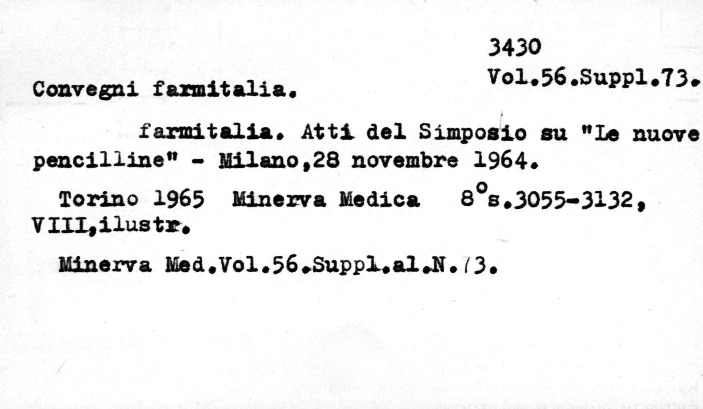 3430
Vol.56.Suppl.73.
Convegni farmitalia.
farmitalia. Atti del Simposio su "Le nuove
pencilline" - Milano,28 novembre 1964.
Torino 1965 Minerva Medica 8°s.3055-3132,
VIII,ilustr.
Minerva Med.Vol.56.Suppl.al.N.73.